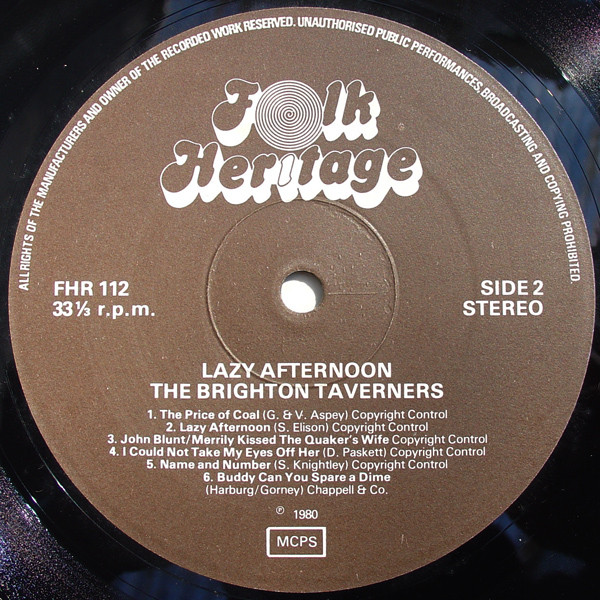 ALL RIGHTS OF THE MANUFACTURERS AND OWNER OF THE RECORDED WORK RESERVED. UNAUTHORISED PUBLIC PERFORMANCES, BROADCASTING AND COPYING PROHIBITED.
Folk
Heritage
FHR 112
33⅓ r.p.m.
SIDE 2
STEREO
LAZY AFTERNOON
THE BRIGHTON TAVERNERS
1. The Price of Coal (G. & V. Aspey) Copyright Control
2. Lazy Afternoon (S. Elison) Copyright Control
3. John Blunt/Merrily Kissed The Quaker's Wife Copyright Control
4. I Could Not Take My Eyes Off Her (D. Paskett) Copyright Control
5. Name and Number (S. Knightley) Copyright Control
6. Buddy Can You Spare a Dime
(Harburg/Gorney) Chappell & Co.
℗ 1980
MCPS